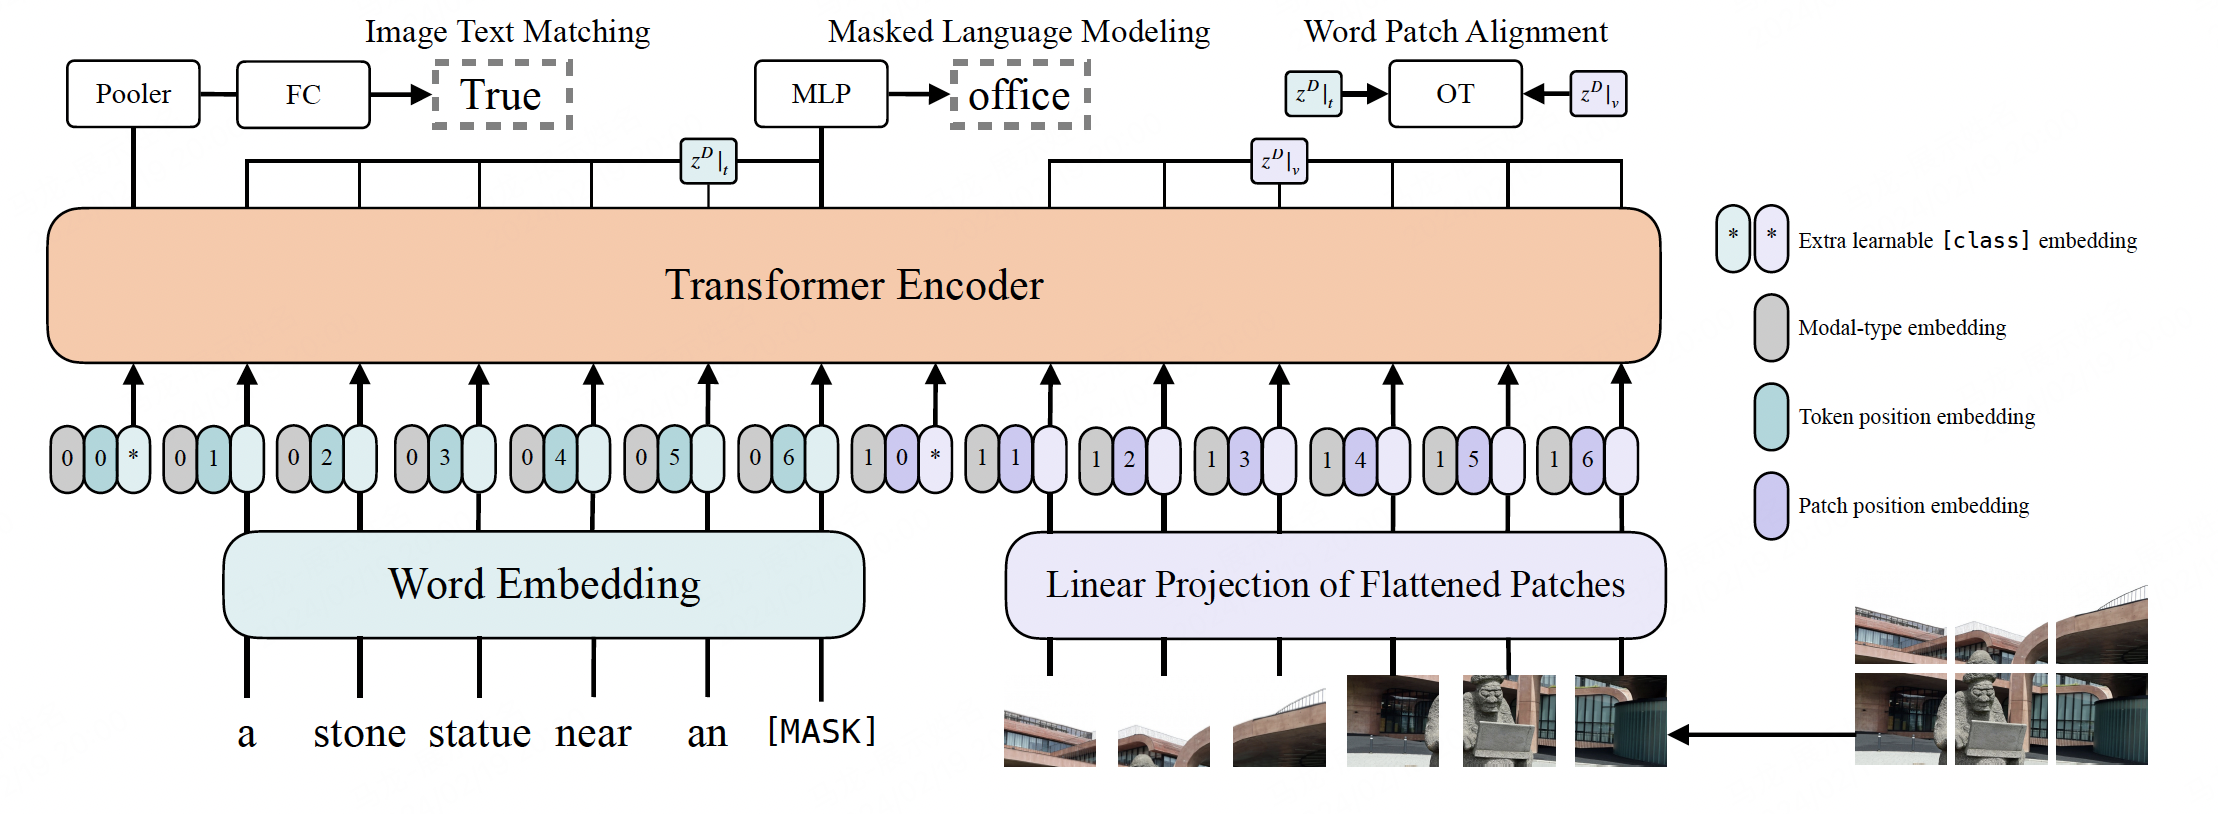 Image Text Matching
Masked Language Modeling
Word Patch Alignment
Pooler
FC
True
MLP
office
z^D|_t
OT
z^D|_v
z^D|_t
z^D|_v
Transformer Encoder
* * Extra learnable [class] embedding
Modal-type embedding
Token position embedding
Patch position embedding
0 0 * 0 1 0 2 0 3 0 4 0 5 0 6 1 0 * 1 1 1 2 1 3 1 4 1 5 1 6
Word Embedding
Linear Projection of Flattened Patches
a stone statue near an [MASK]